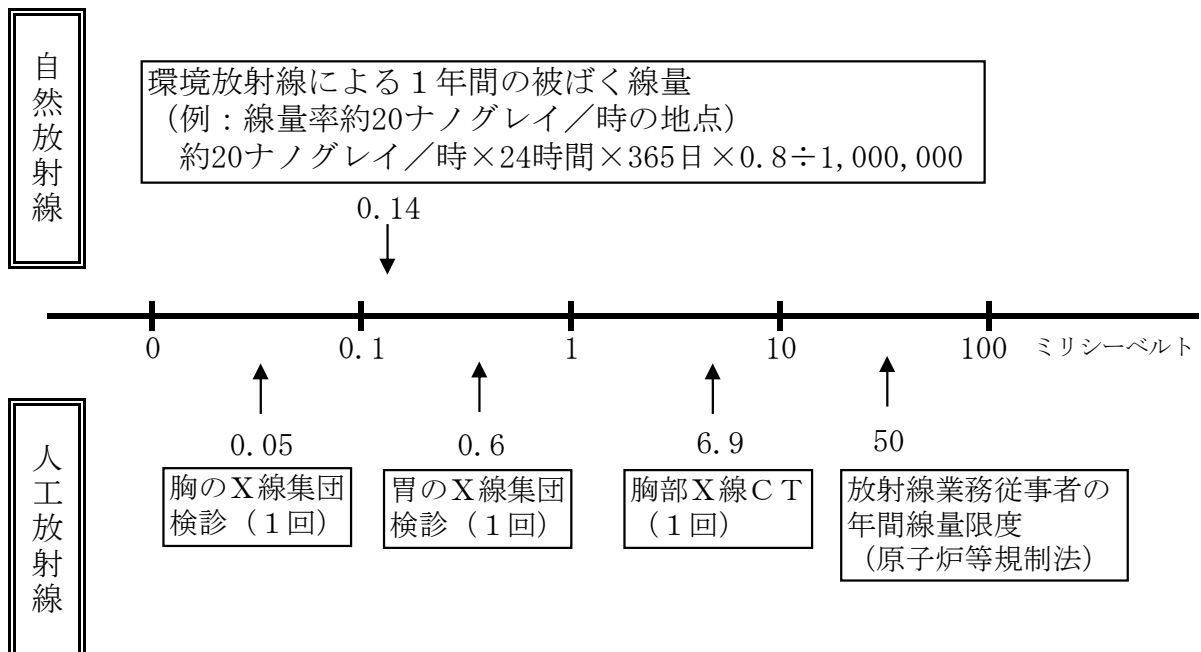 自然放射線
環境放射線による１年間の被ばく線量
（例：線量率約20ナノグレイ／時の地点）
約20ナノグレイ／時×24時間×365日×0.8÷1,000,000
0.14
0 0.1 1 10 100 ミリシーベルト
0.05 0.6 6.9 50
胸のＸ線集団
検診（１回）
胃のＸ線集団
検診（１回）
胸部Ｘ線ＣＴ
（１回）
放射線業務従事者の
年間線量限度
（原子炉等規制法）
人工放射線